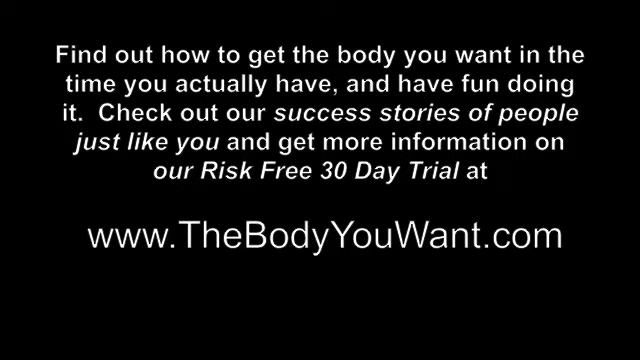 Find out how to get the body you want in the
time you actually have, and have fun doing
it.  Check out our success stories of people
just like you and get more information on
our Risk Free 30 Day Trial at
www.TheBodyYouWant.com